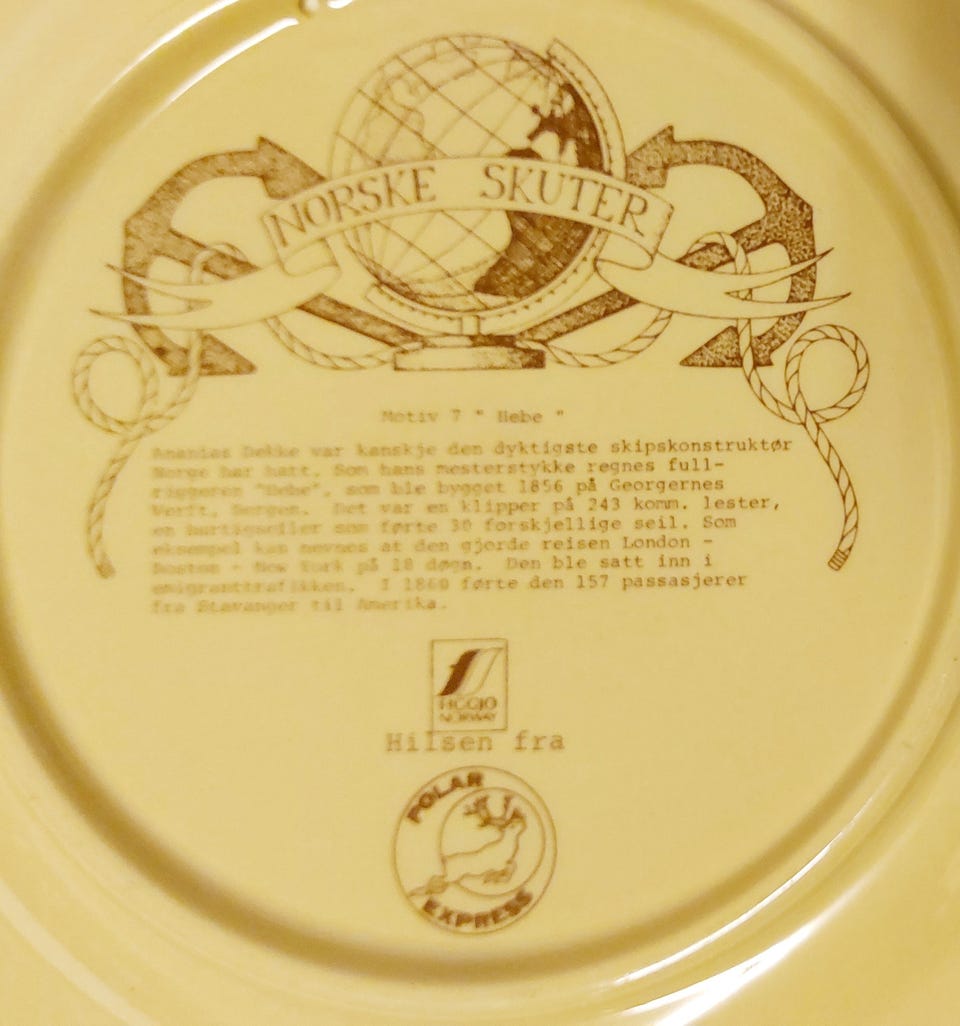 NORSKE SKUTER
Motiv 7 " Hebe "
Ananias Dekke var kanskje den dyktigste skipskonstruktør
Norge har hatt. Som hans mesterstykke regnes full-
riggeren "Hebe", som ble bygget 1856 på Georgernes
Verft, Bergen. Det var en klipper på 243 komm. lester,
en hurtigseiler som førte 30 forskjellige seil. Som
eksempel kan nevnes at den gjorde reisen London -
Boston - New York på 18 døgn. Den ble satt inn i
emigranttrafikken. I 1860 førte den 157 passasjerer
fra Stavanger til Amerika.
FIGGJO
NORWAY
Hilsen fra
POLAR
EXPRESS